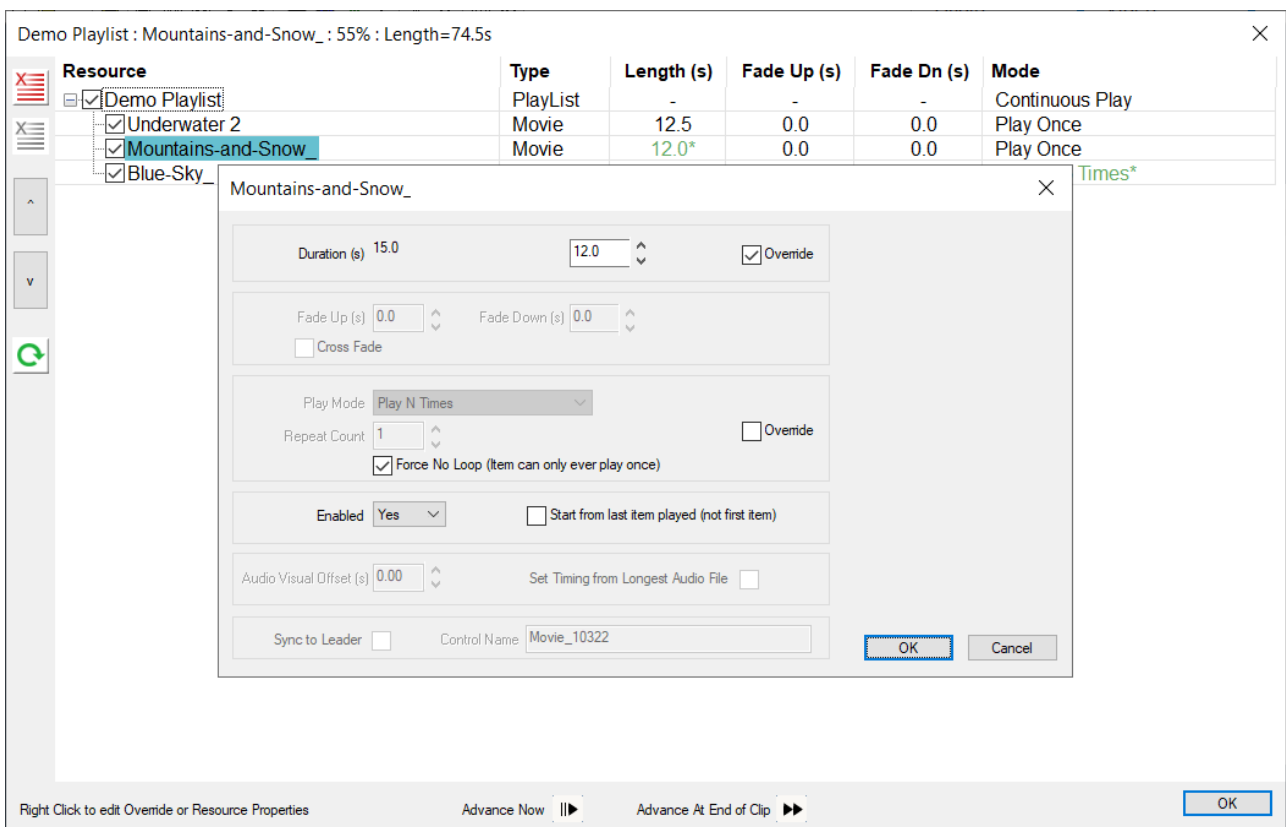 Demo Playlist : Mountains-and-Snow_ : 55% : Length=74.5s
Resource Type Length (s) Fade Up (s) Fade Dn (s) Mode
Demo Playlist PlayList - - - Continuous Play
Underwater 2 Movie 12.5 0.0 0.0 Play Once
Mountains-and-Snow_ Movie 12.0* 0.0 0.0 Play Once
Blue-Sky_ Times*
Mountains-and-Snow_
Duration (s) 15.0 12.0 Override
Fade Up (s) 0.0 Fade Down (s) 0.0
Cross Fade
Play Mode Play N Times
Repeat Count 1 Override
Force No Loop (Item can only ever play once)
Enabled Yes Start from last item played (not first item)
Audio Visual Offset (s) 0.00 Set Timing from Longest Audio File
Sync to Leader Control Name Movie_10322
OK Cancel
Right Click to edit Override or Resource Properties Advance Now Advance At End of Clip OK